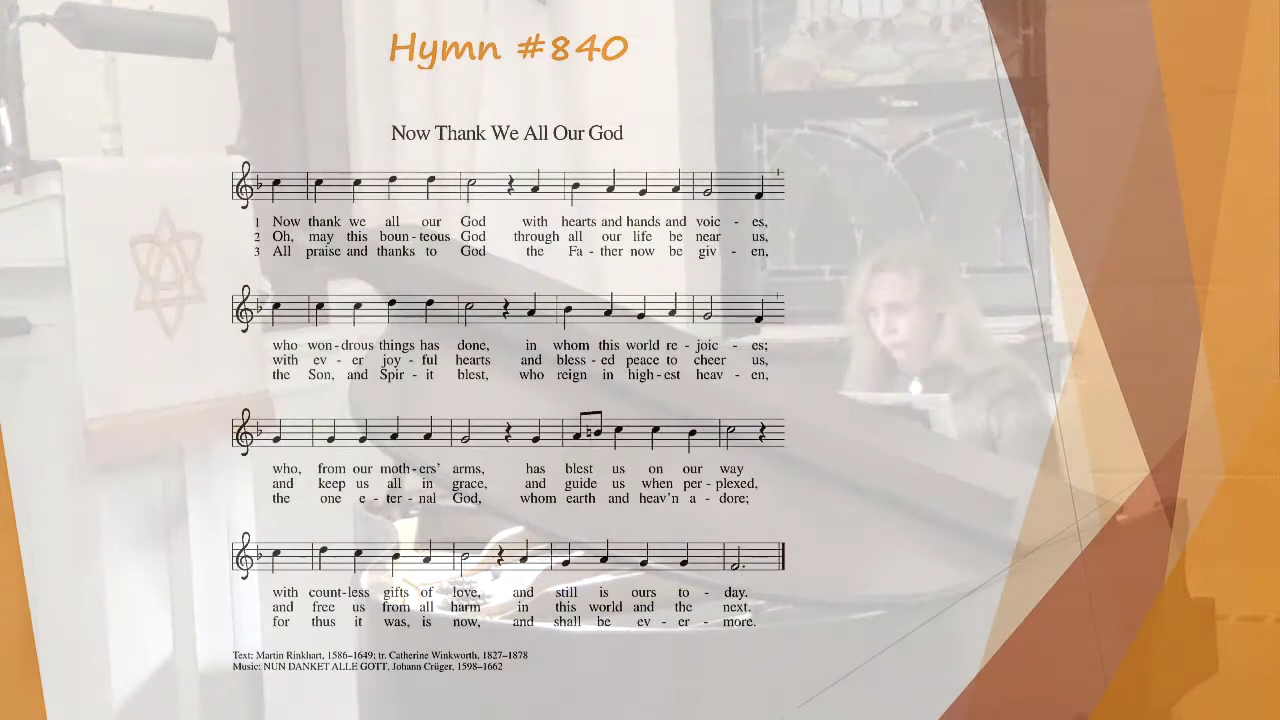 Hymn #840
Now Thank We All Our God
1 Now thank we all our God with hearts and hands and voic - es,
2 Oh, may this boun - teous God through all our life be near us,
3 All praise and thanks to God the Fa - ther now be giv - en,
who won - drous things has done, in whom this world re - joic - es;
with ev - er joy - ful hearts and bless - ed peace to cheer us,
the Son, and Spir - it blest, who reign in high - est heav - en,
who, from our moth - ers’ arms, has blest us on our way
and keep us all in grace, and guide us when per - plexed,
the one e - ter - nal God, whom earth and heav’n a - dore;
with count - less gifts of love, and still is ours to - day.
and free us from all harm in this world and the next.
for thus it was, is now, and shall be ev - er - more.
Text: Martin Rinkhart, 1586–1649; tr. Catherine Winkworth, 1827–1878
Music: NUN DANKET ALLE GOTT, Johann Crüger, 1598–1662